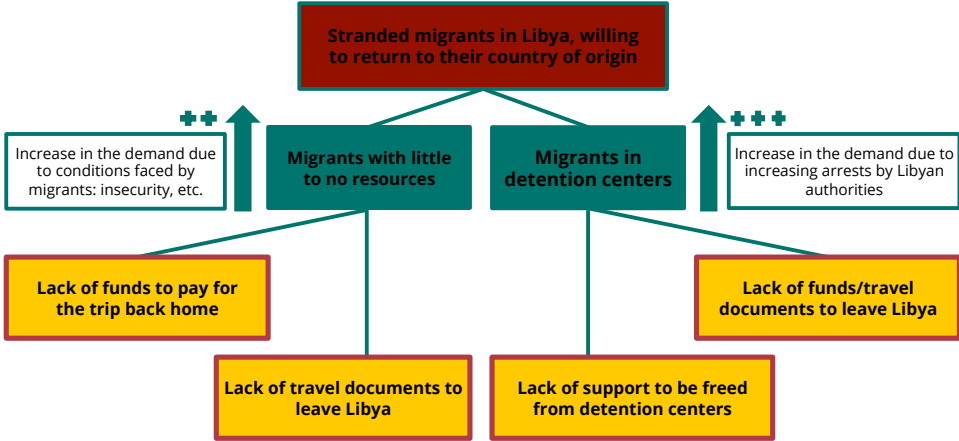 Stranded migrants in Libya, willing
to return to their country of origin
Increase in the demand due
to conditions faced by
migrants: insecurity, etc.
Migrants with little
to no resources
Migrants in
detention centers
Increase in the demand due to
increasing arrests by Libyan
authorities
Lack of funds to pay for
the trip back home
Lack of funds/travel
documents to leave Libya
Lack of travel documents to
leave Libya
Lack of support to be freed
from detention centers